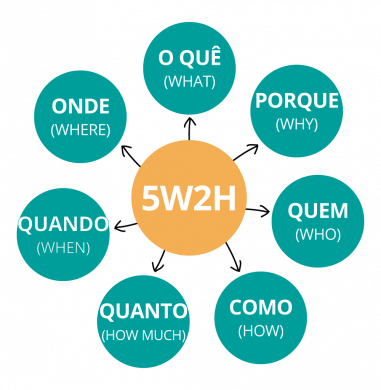 O QUÊ
(WHAT)
PORQUE
(WHY)
QUEM
(WHO)
COMO
(HOW)
QUANTO
(HOW MUCH)
QUANDO
(WHEN)
ONDE
(WHERE)
5W2H